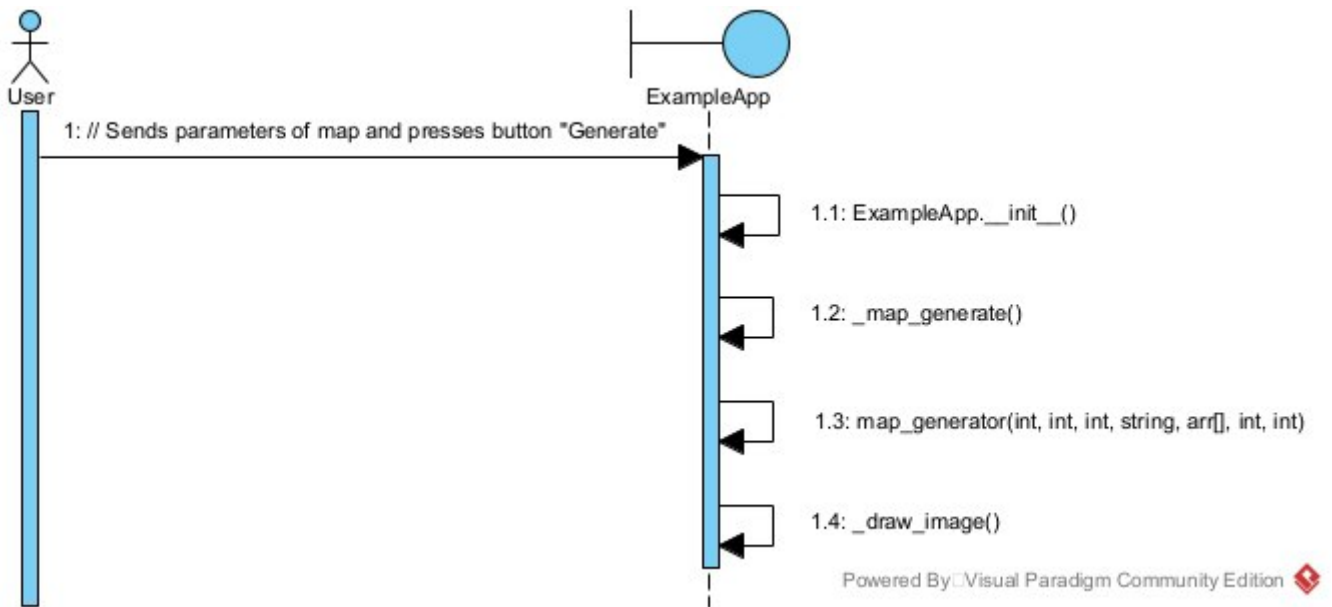 User
ExampleApp
1: // Sends parameters of map and presses button "Generate"
1.1: ExampleApp.__init__()
1.2: _map_generate()
1.3: map_generator(int, int, int, string, arr[], int, int)
1.4: _draw_image()
Powered By□Visual Paradigm Community Edition